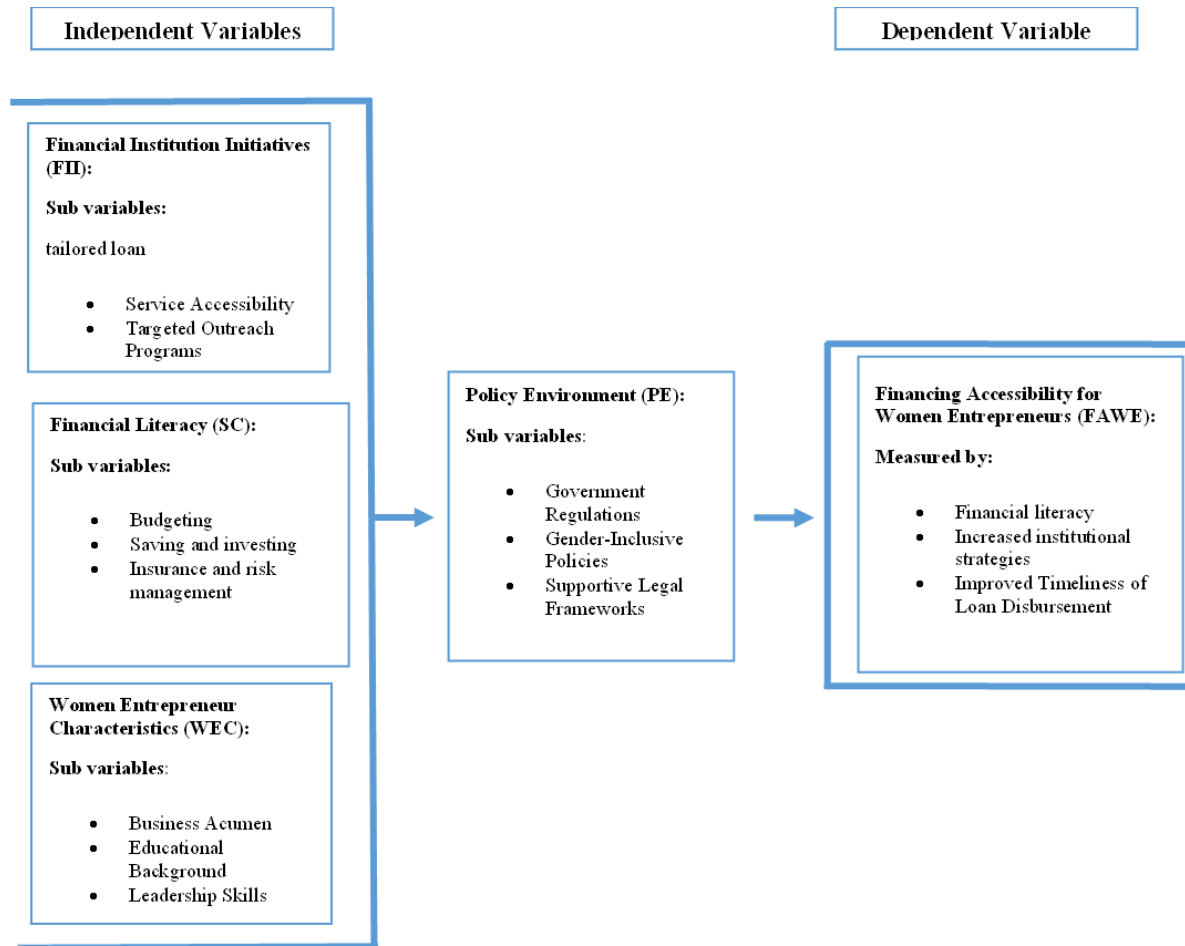 Independent Variables
Dependent Variable
Financial Institution Initiatives
(FII):
Sub variables:
tailored loan
• Service Accessibility
• Targeted Outreach
Programs
Financial Literacy (SC):
Sub variables:
• Budgeting
• Saving and investing
• Insurance and risk
management
Women Entrepreneur
Characteristics (WEC):
Sub variables:
• Business Acumen
• Educational
Background
• Leadership Skills
Policy Environment (PE):
Sub variables:
• Government
Regulations
• Gender-Inclusive
Policies
• Supportive Legal
Frameworks
Financing Accessibility for
Women Entrepreneurs (FAWE):
Measured by:
• Financial literacy
• Increased institutional
strategies
• Improved Timeliness of
Loan Disbursement